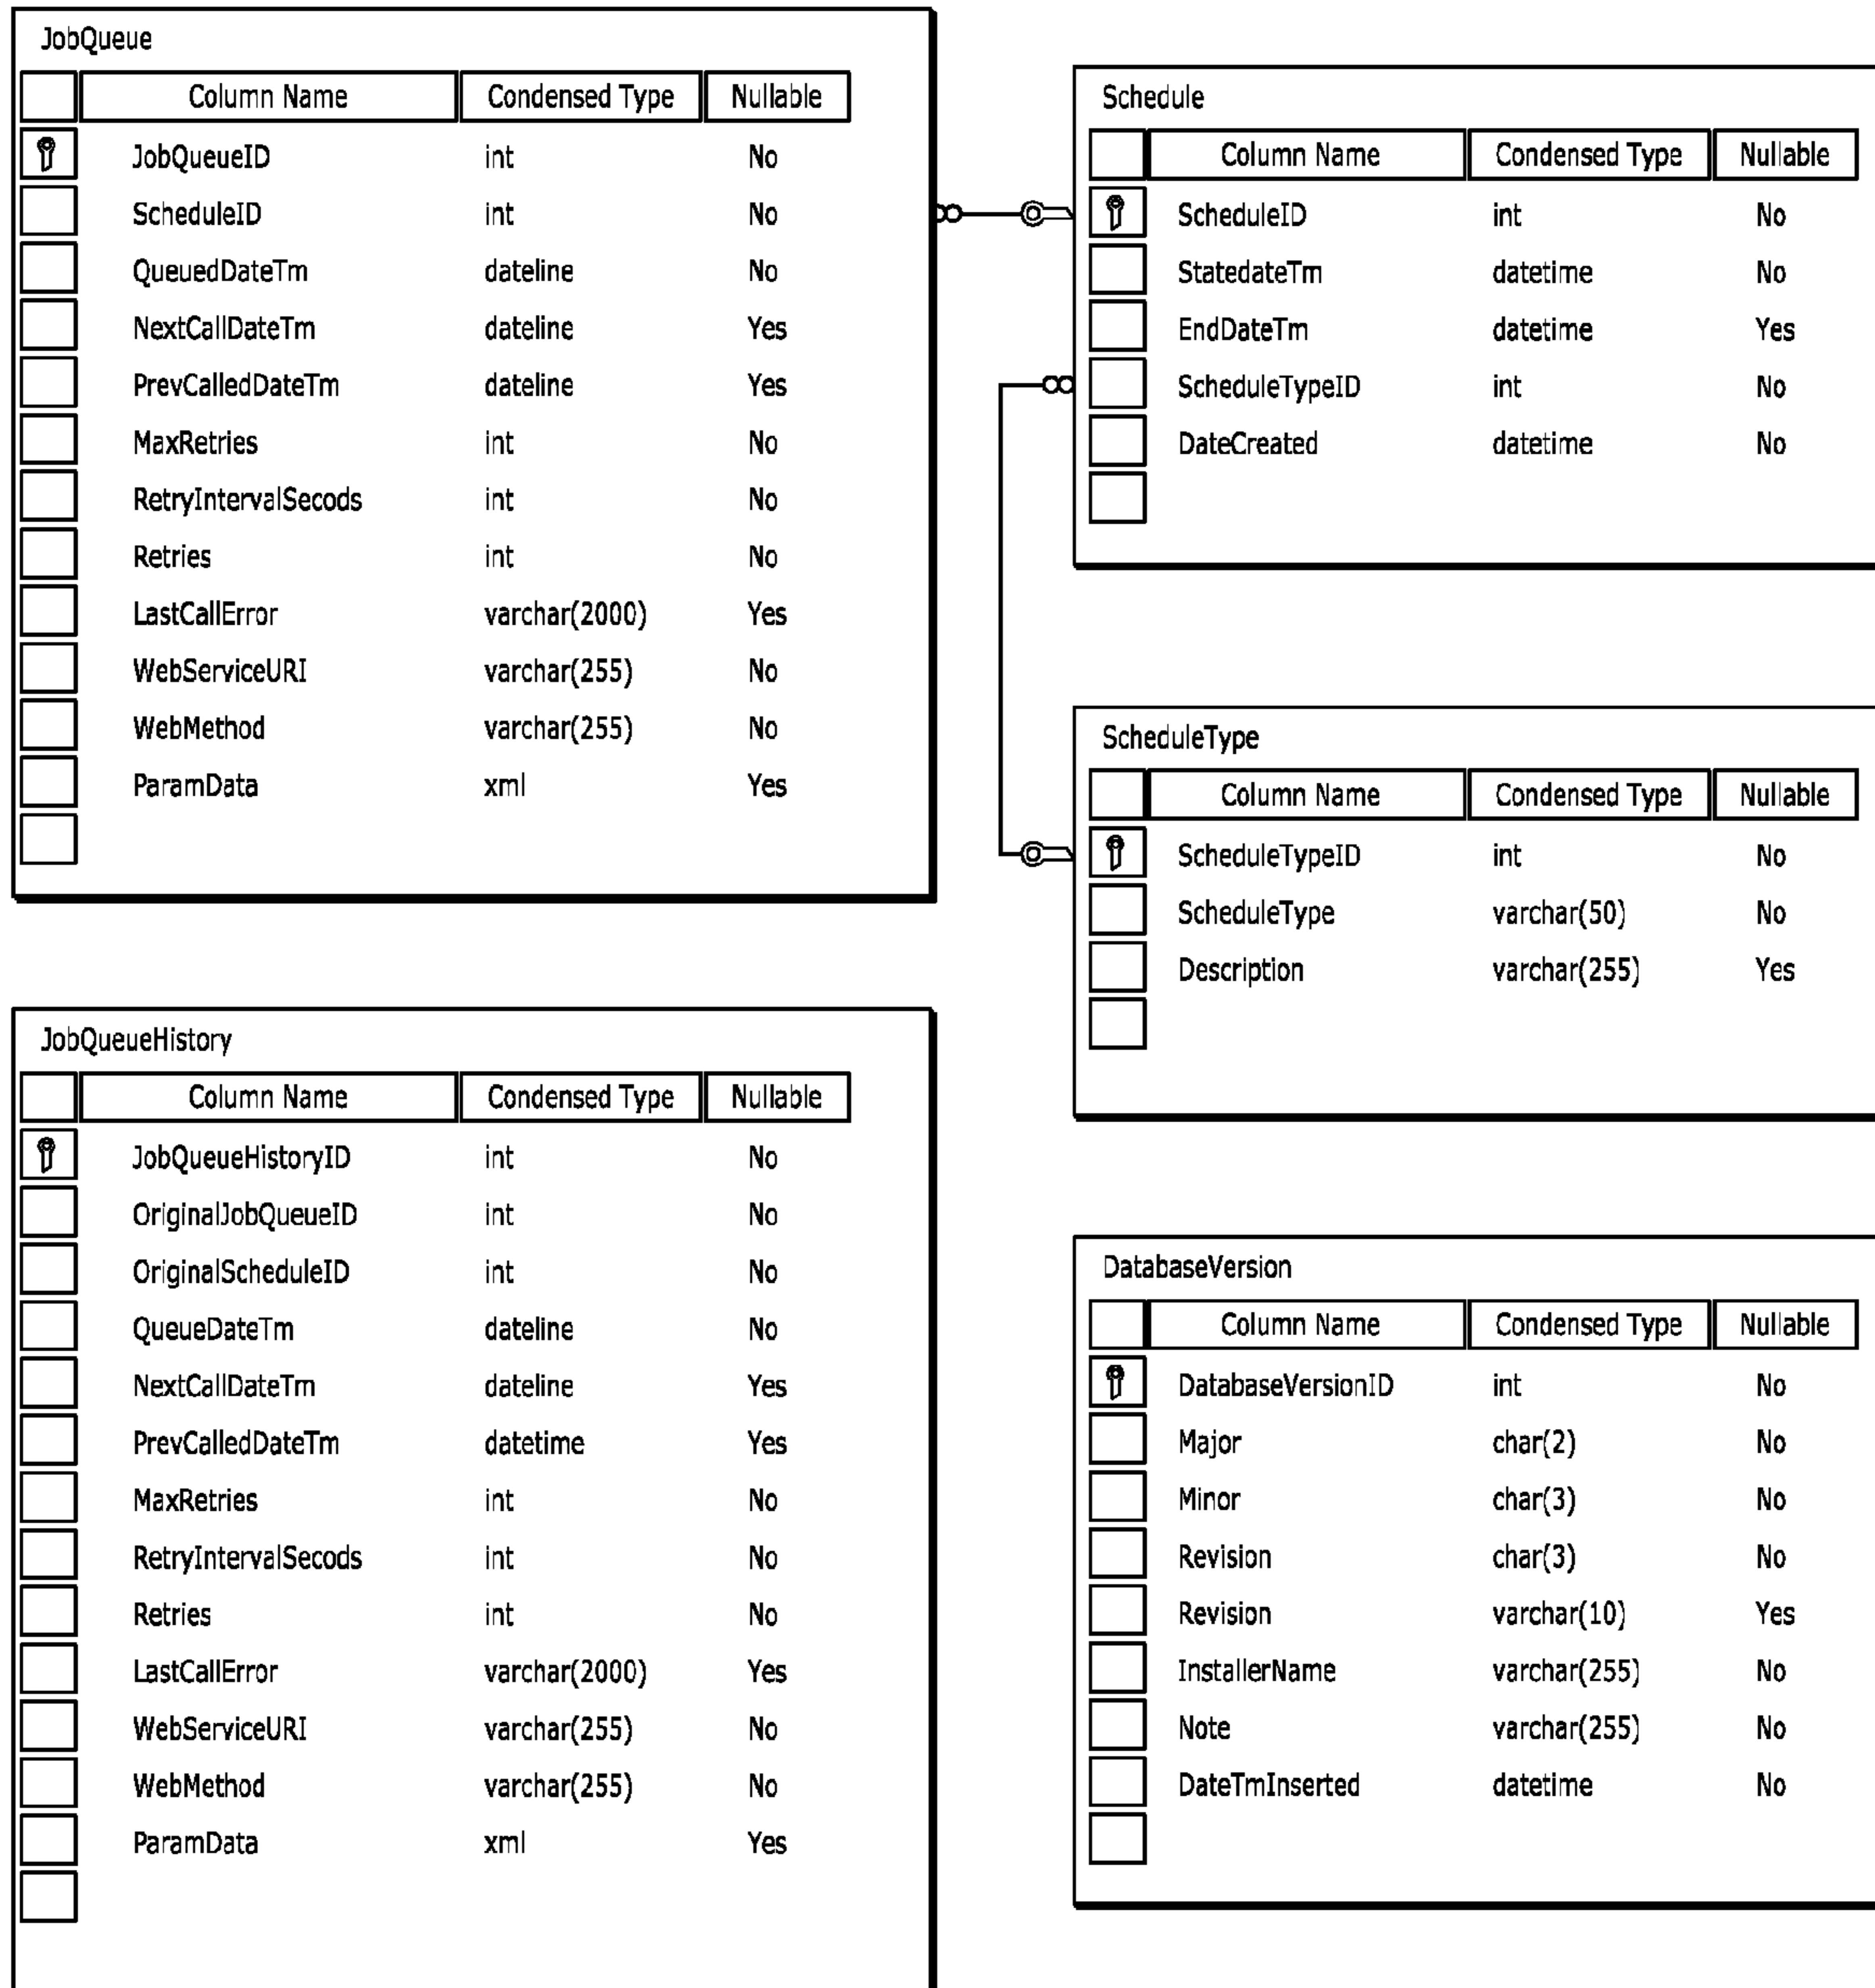 JobQueue
Column Name Condensed Type Nullable
JobQueueID int No
ScheduleID int No
QueuedDateTm dateline No
NextCallDateTm dateline Yes
PrevCalledDateTm dateline Yes
MaxRetries int No
RetryIntervalSecods int No
Retries int No
LastCallError varchar(2000) Yes
WebServiceURI varchar(255) No
WebMethod varchar(255) No
ParamData xml Yes
Schedule
Column Name Condensed Type Nullable
ScheduleID int No
StatedateTm datetime No
EndDateTm datetime Yes
ScheduleTypeID int No
DateCreated datetime No
ScheduleType
Column Name Condensed Type Nullable
ScheduleTypeID int No
ScheduleType varchar(50) No
Description varchar(255) Yes
JobQueueHistory
Column Name Condensed Type Nullable
JobQueueHistoryID int No
OriginalJobQueueID int No
OriginalScheduleID int No
QueueDateTm dateline No
NextCallDateTm dateline Yes
PrevCalledDateTm datetime Yes
MaxRetries int No
RetryIntervalSecods int No
Retries int No
LastCallError varchar(2000) Yes
WebServiceURI varchar(255) No
WebMethod varchar(255) No
ParamData xml Yes
DatabaseVersion
Column Name Condensed Type Nullable
DatabaseVersionID int No
Major char(2) No
Minor char(3) No
Revision char(3) No
Revision varchar(10) Yes
InstallerName varchar(255) No
Note varchar(255) No
DateTmInserted datetime No